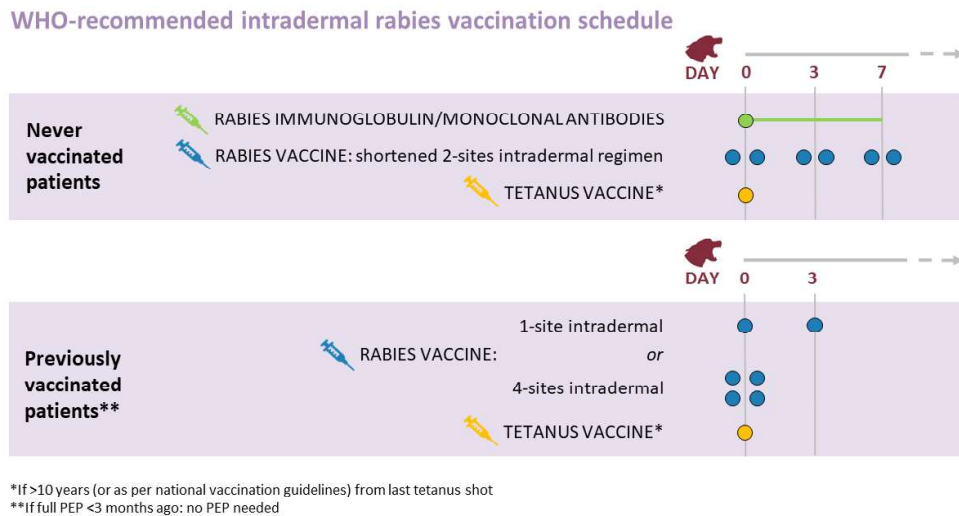 WHO-recommended intradermal rabies vaccination schedule
DAY 0 3 7
Never
vaccinated
patients
RABIES IMMUNOGLOBULIN/MONOCLONAL ANTIBODIES
RABIES VACCINE: shortened 2-sites intradermal regimen
TETANUS VACCINE*
DAY 0 3
Previously
vaccinated
patients**
1-site intradermal
RABIES VACCINE: or
4-sites intradermal
TETANUS VACCINE*
*If >10 years (or as per national vaccination guidelines) from last tetanus shot
**If full PEP <3 months ago: no PEP needed